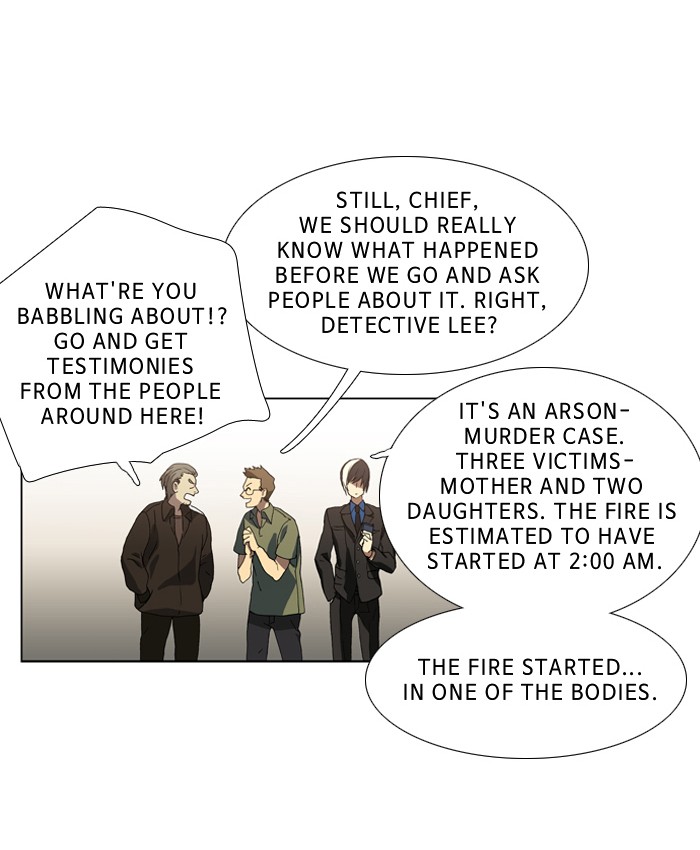 WHAT'RE YOU
BABBLING ABOUT!?
GO AND GET
TESTIMONIES
FROM THE PEOPLE
AROUND HERE!
STILL, CHIEF,
WE SHOULD REALLY
KNOW WHAT HAPPENED
BEFORE WE GO AND ASK
PEOPLE ABOUT IT. RIGHT,
DETECTIVE LEE?
IT'S AN ARSON-
MURDER CASE.
THREE VICTIMS-
MOTHER AND TWO
DAUGHTERS. THE FIRE IS
ESTIMATED TO HAVE
STARTED AT 2:00 AM.
THE FIRE STARTED...
IN ONE OF THE BODIES.